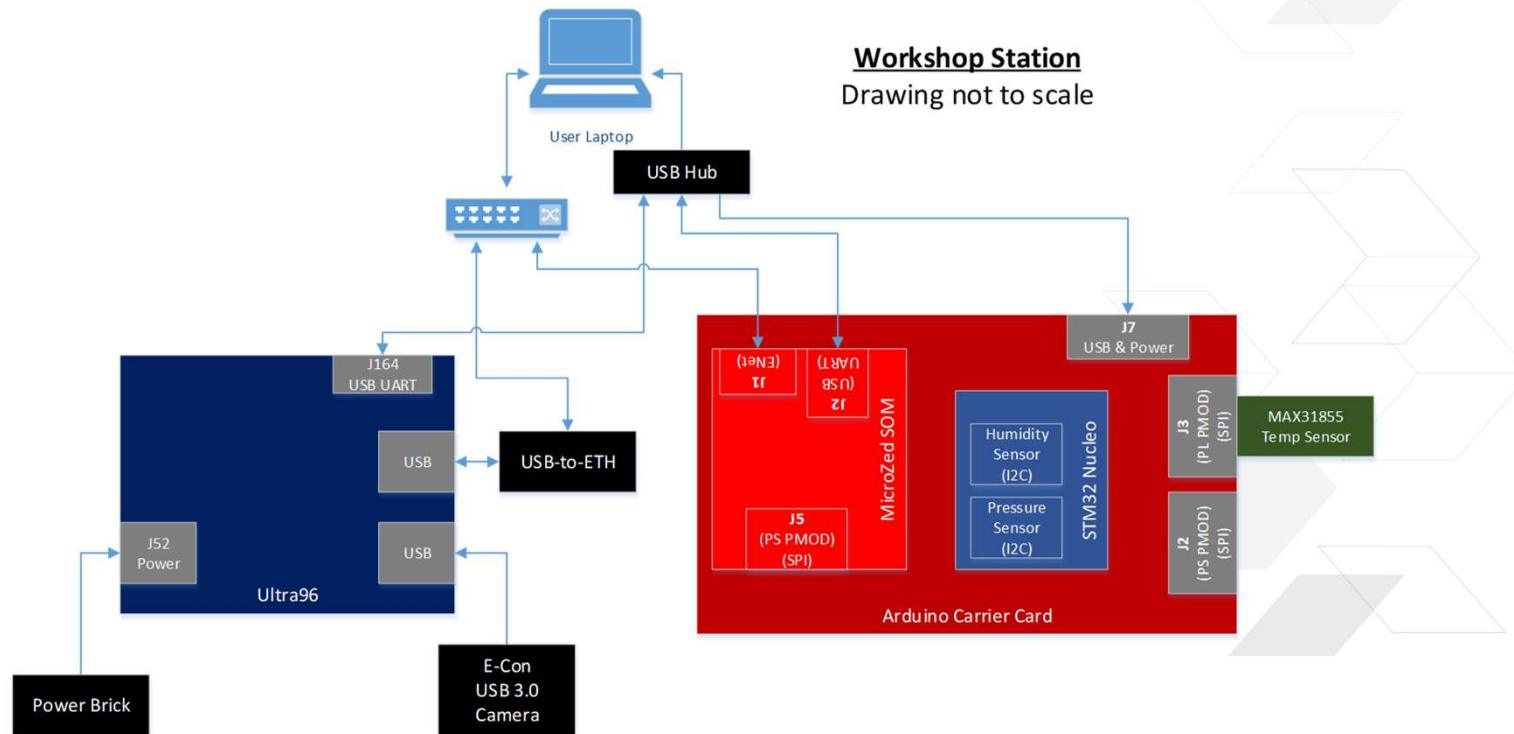 Workshop Station
Drawing not to scale
User Laptop
USB Hub
J164
USB UART
USB
USB-to-ETH
J52
Power
USB
Ultra96
Power Brick
E-Con
USB 3.0
Camera
J1
(ENet)
J2
(USB
UART)
MicroZed SOM
J5
(PS PMOD)
(SPI)
Humidity
Sensor
(I2C)
Pressure
Sensor
(I2C)
STM32 Nucleo
J7
USB & Power
J3
(PL PMOD)
(SPI)
MAX31855
Temp Sensor
J2
(PS PMOD)
(SPI)
Arduino Carrier Card